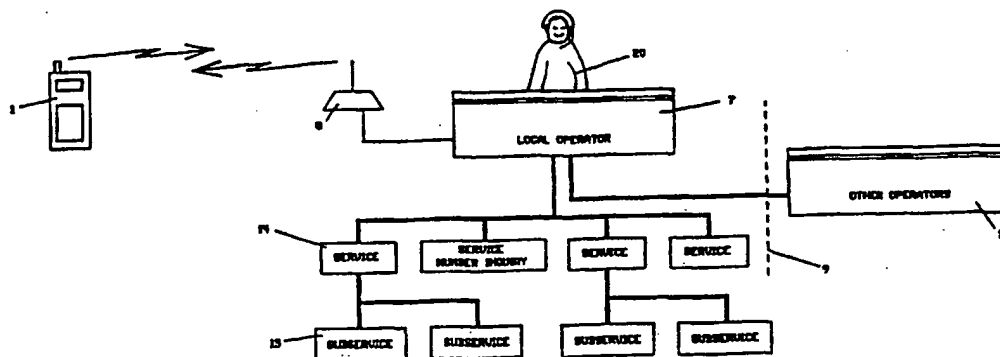 20
1
7
8
LOCAL OPERATOR
OTHER OPERATORS
14
SERVICE
SERVICE
NUMBER INQUIRY
SERVICE
SERVICE
9
15
SUBSERVICE
SUBSERVICE
SUBSERVICE
SUBSERVICE